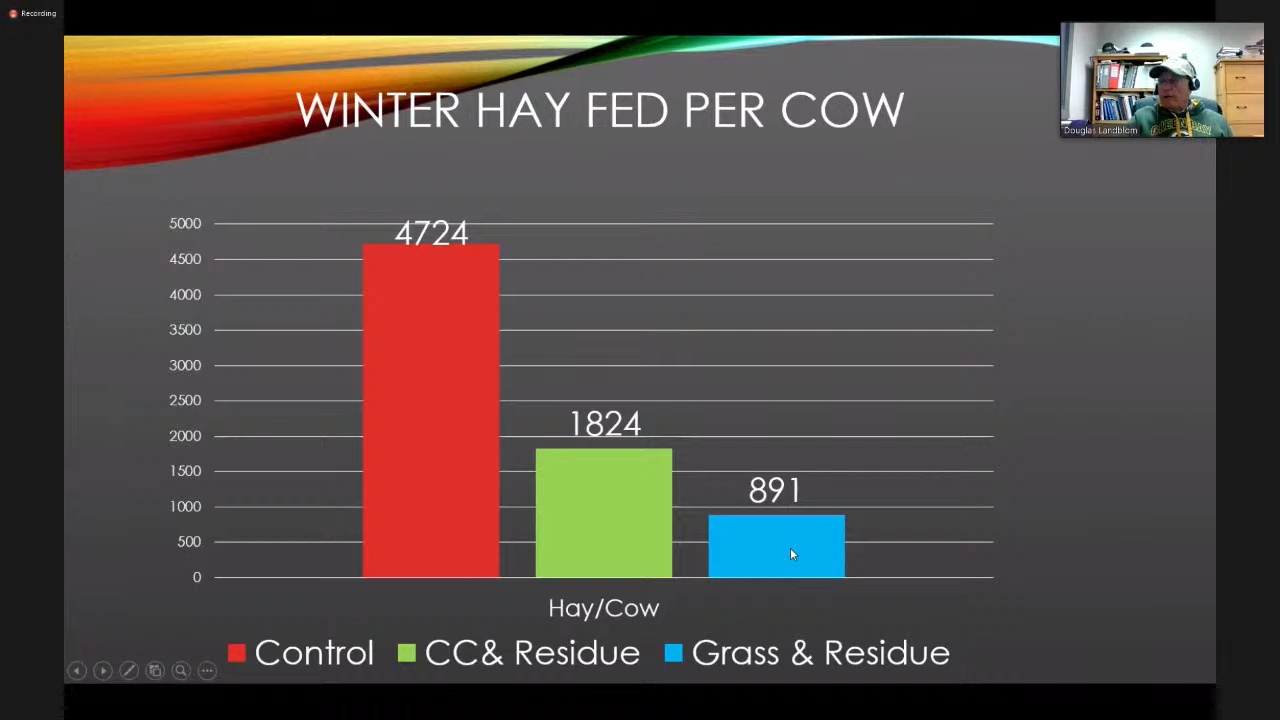 Recording
WINTER HAY FED PER COW
Douglas Landblom
5000
4500
4000
3500
3000
2500
2000
1500
1000
500
0
4724
1824
891
Hay/Cow
Control CC& Residue Grass & Residue